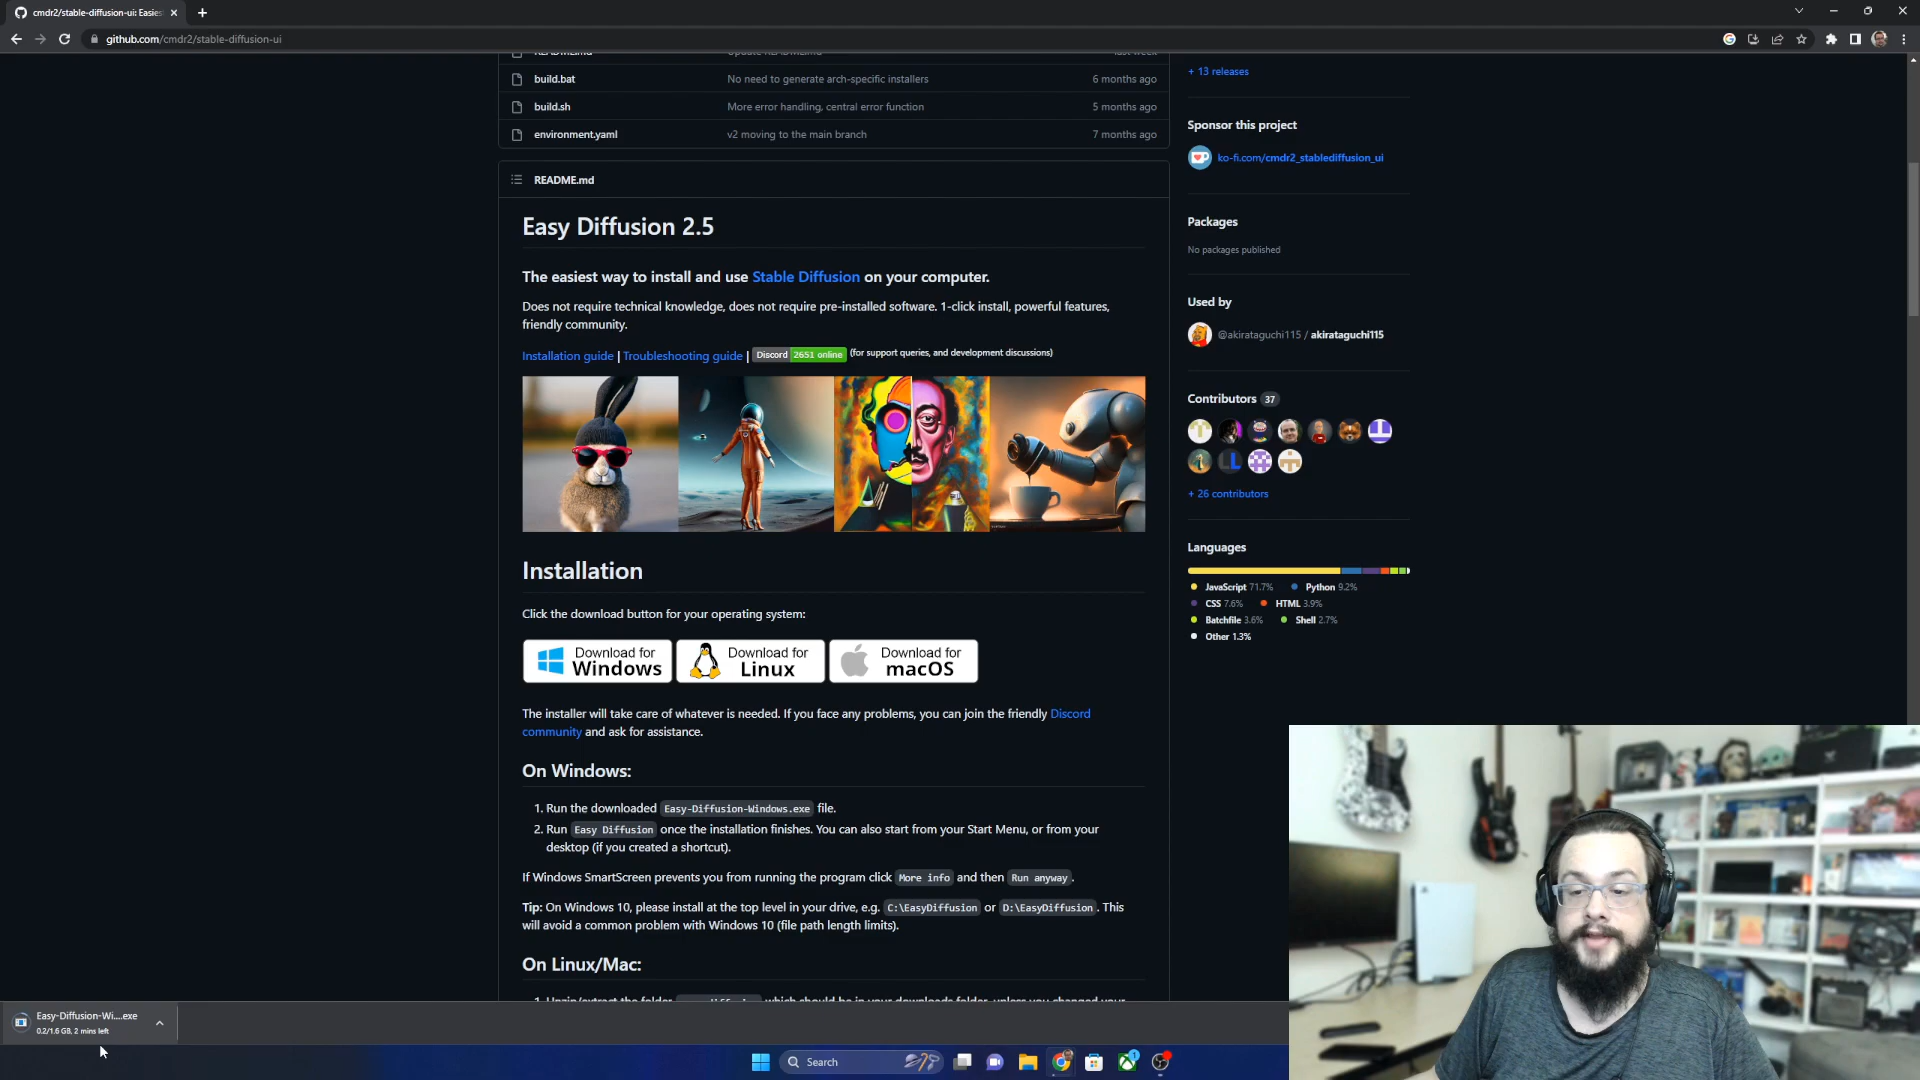 cmdr2/stable-diffusion-ui: Easies
github.com/cmdr2/stable-diffusion-ui
build.bat No need to generate arch-specific installers 6 months ago
build.sh More error handling, central error function 5 months ago
environment.yaml v2 moving to the main branch 7 months ago
README.md
Easy Diffusion 2.5
The easiest way to install and use Stable Diffusion on your computer.
Does not require technical knowledge, does not require pre-installed software. 1-click install, powerful features,
friendly community.
Installation guide | Troubleshooting guide | Discord 2651 online (for support queries, and development discussions)
Installation
Click the download button for your operating system:
Download for Windows
Download for Linux
Download for macOS
The installer will take care of whatever is needed. If you face any problems, you can join the friendly Discord
community and ask for assistance.
On Windows:
1. Run the downloaded Easy-Diffusion-Windows.exe file.
2. Run Easy Diffusion once the installation finishes. You can also start from your Start Menu, or from your
desktop (if you created a shortcut).
If Windows SmartScreen prevents you from running the program click More info and then Run anyway.
Tip: On Windows 10, please install at the top level in your drive, e.g. C:\EasyDiffusion or D:\EasyDiffusion. This
will avoid a common problem with Windows 10 (file path length limits).
On Linux/Mac:
+ 13 releases
Sponsor this project
ko-fi.com/cmdr2_stablediffusion_ui
Packages
No packages published
Used by
@akirataguchi115 / akirataguchi115
Contributors 37
+ 26 contributors
Languages
JavaScript 71.7% Python 9.2%
CSS 7.6% HTML 3.9%
Batchfile 3.6% Shell 2.7%
Other 1.3%
Easy-Diffusion-Wi....exe
0.2/1.6 GB, 2 mins left
Search